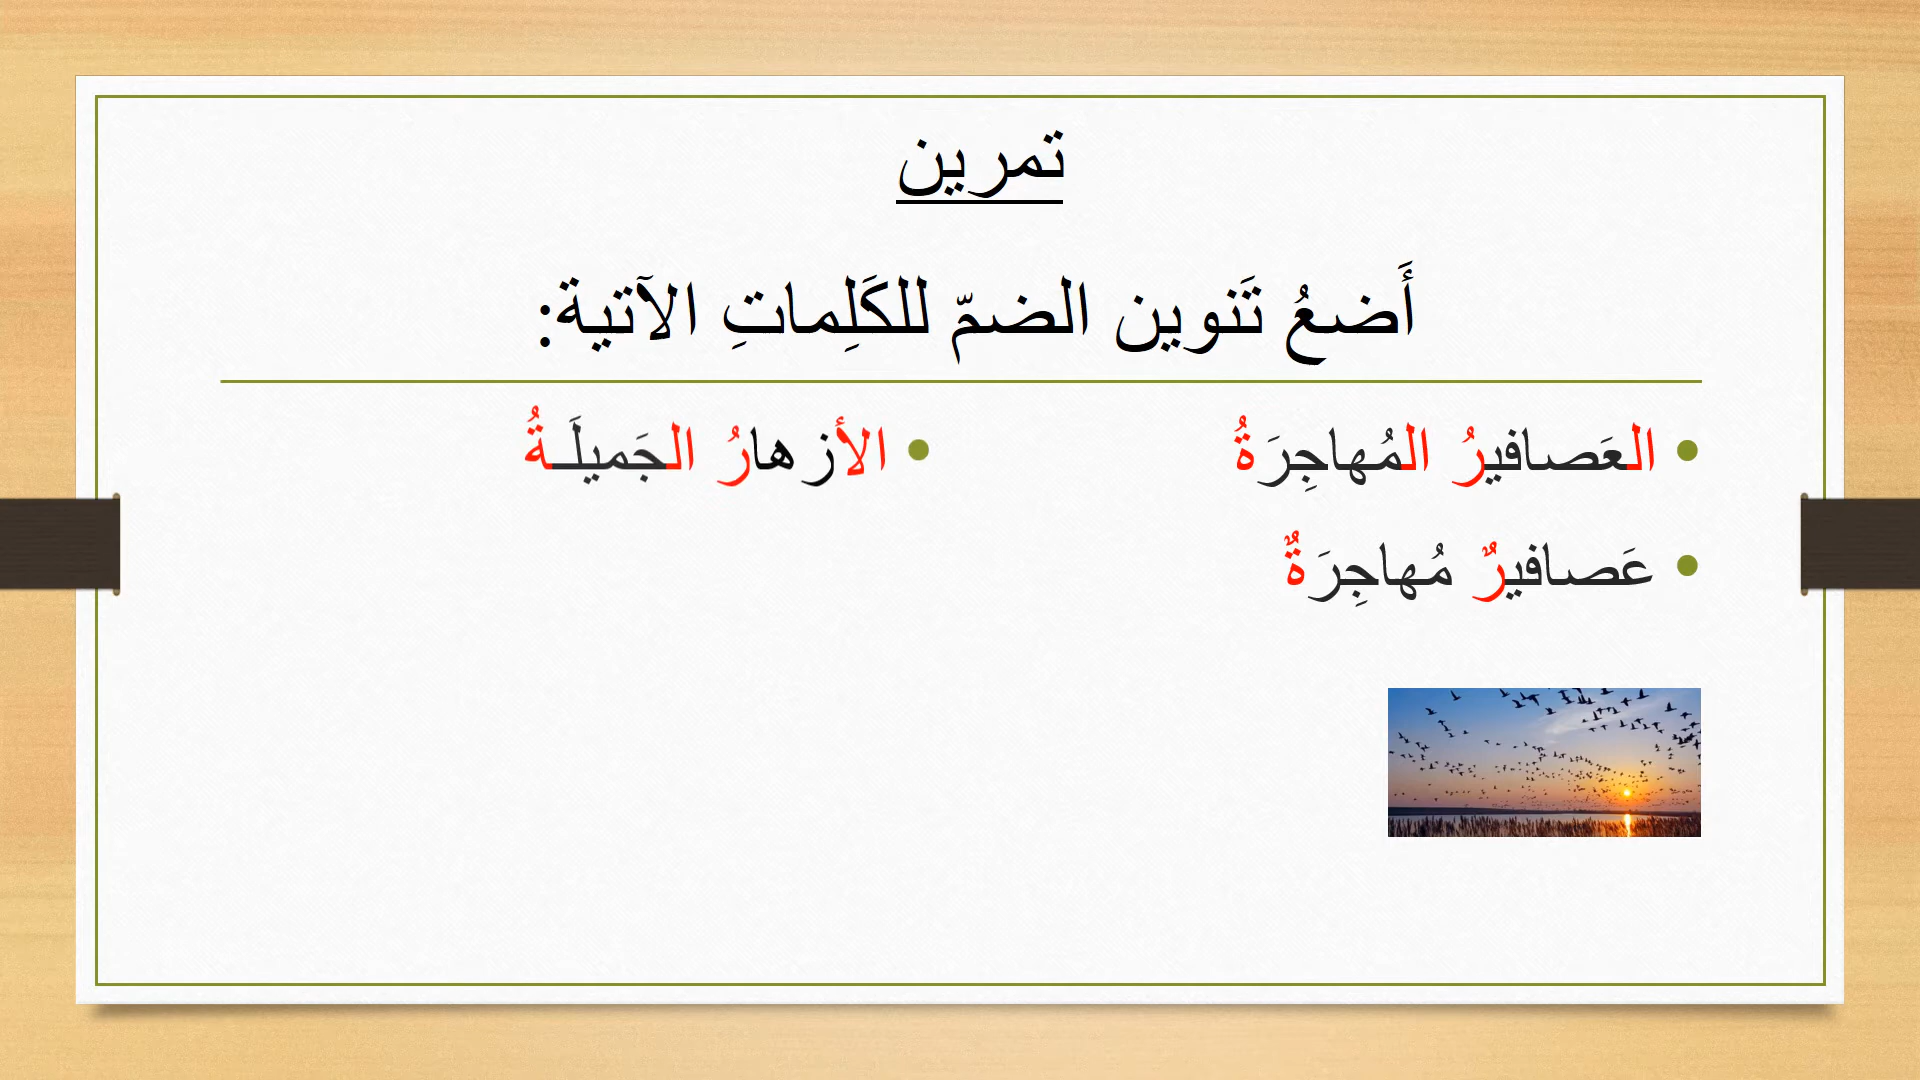 تمرين
أَضعُ تَنوين الضمّ للكَلِماتِ الآتية:
العَصافيرُ المُهاجِرَةُ
عَصافيرٌ مُهاجِرَةٌ
الأزهارُ الجَميلَـةُ